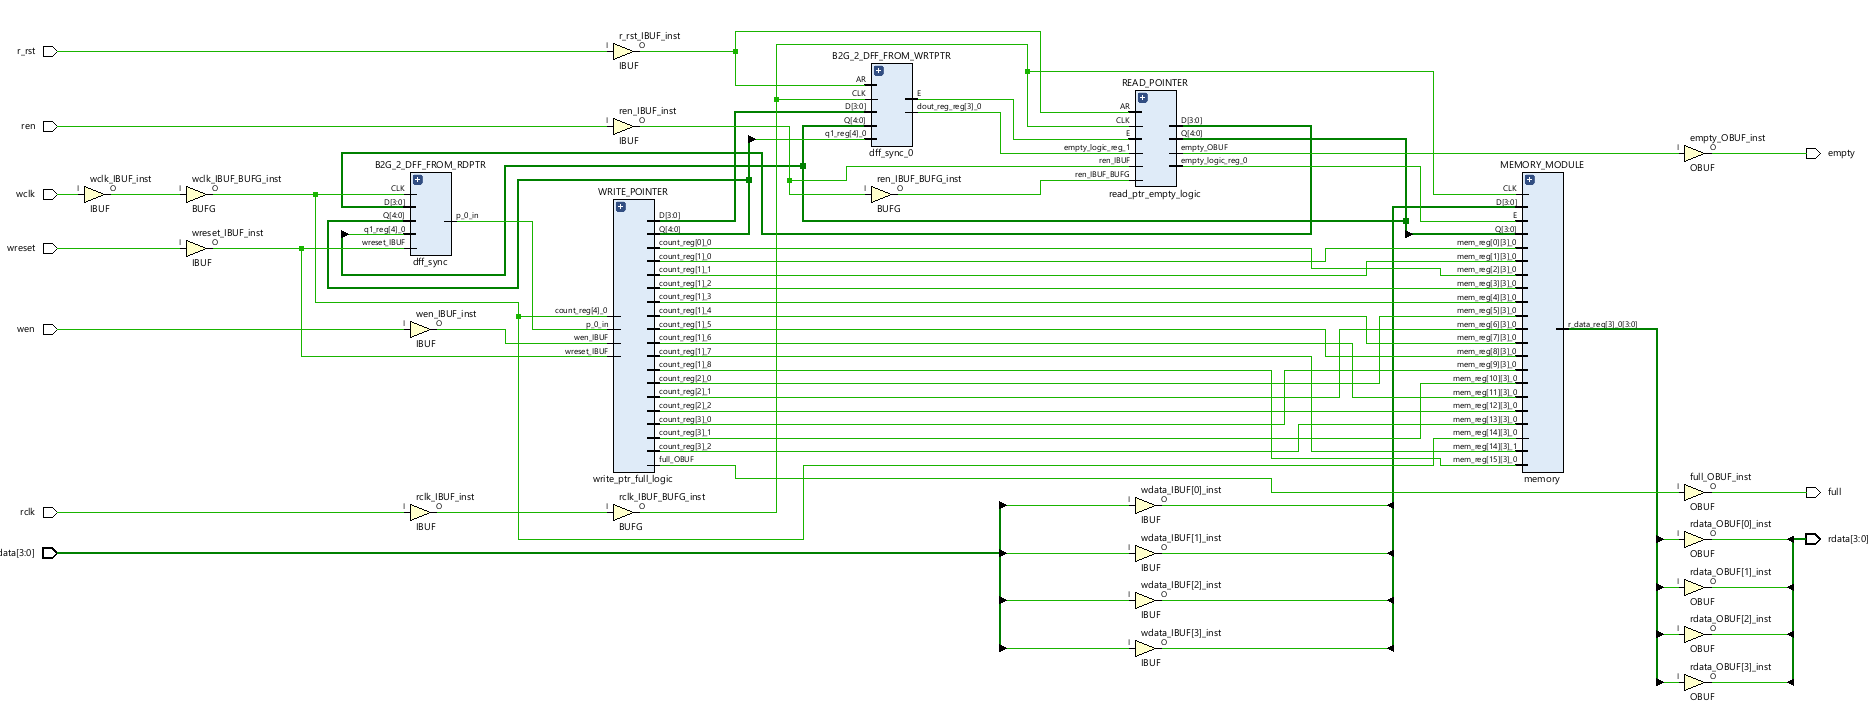 r_rst
I
r_rst_IBUF_inst
O
IBUF
ren
I
ren_IBUF_inst
O
IBUF
wclk
I
wclk_IBUF_inst
O
IBUF
I
wclk_IBUF_BUFG_inst
O
BUFG
wreset
I
wreset_IBUF_inst
O
IBUF
wen
I
wen_IBUF_inst
O
IBUF
rclk
I
rclk_IBUF_inst
O
IBUF
I
rclk_IBUF_BUFG_inst
O
BUFG
data[3:0]
B2G_2_DFF_FROM_RDPTR
CLK
D[3:0]
Q[4:0]
q1_reg[4]_0
wreset_IBUF
p_0_in
dff_sync
WRITE_POINTER
count_reg[4]_0
p_0_in
wen_IBUF
wreset_IBUF
D[3:0]
Q[4:0]
count_reg[0]_0
count_reg[1]_0
count_reg[1]_1
count_reg[1]_2
count_reg[1]_3
count_reg[1]_4
count_reg[1]_5
count_reg[1]_6
count_reg[1]_7
count_reg[1]_8
count_reg[2]_0
count_reg[2]_1
count_reg[2]_2
count_reg[3]_0
count_reg[3]_1
count_reg[3]_2
full_OBUF
write_ptr_full_logic
B2G_2_DFF_FROM_WRTPTR
AR
CLK
D[3:0]
Q[4:0]
q1_reg[4]_0
E
dout_reg_reg[3]_0
dff_sync_0
I
ren_IBUF_BUFG_inst
O
BUFG
READ_POINTER
AR
CLK
E
empty_logic_reg_1
ren_IBUF
ren_IBUF_BUFG
D[3:0]
Q[4:0]
empty_OBUF
empty_logic_reg_0
read_ptr_empty_logic
I
wdata_IBUF[0]_inst
O
IBUF
I
wdata_IBUF[1]_inst
O
IBUF
I
wdata_IBUF[2]_inst
O
IBUF
I
wdata_IBUF[3]_inst
O
IBUF
MEMORY_MODULE
CLK
D[3:0]
E
Q[3:0]
mem_reg[0][3]_0
mem_reg[1][3]_0
mem_reg[2][3]_0
mem_reg[3][3]_0
mem_reg[4][3]_0
mem_reg[5][3]_0
mem_reg[6][3]_0
mem_reg[7][3]_0
mem_reg[8][3]_0
mem_reg[9][3]_0
mem_reg[10][3]_0
mem_reg[11][3]_0
mem_reg[12][3]_0
mem_reg[13][3]_0
mem_reg[14][3]_0
mem_reg[14][3]_1
mem_reg[15][3]_0
r_data_reg[3]_0[3:0]
memory
I
empty_OBUF_inst
O
OBUF
empty
I
full_OBUF_inst
O
OBUF
full
I
rdata_OBUF[0]_inst
O
OBUF
rdata[3:0]
I
rdata_OBUF[1]_inst
O
OBUF
I
rdata_OBUF[2]_inst
O
OBUF
I
rdata_OBUF[3]_inst
O
OBUF